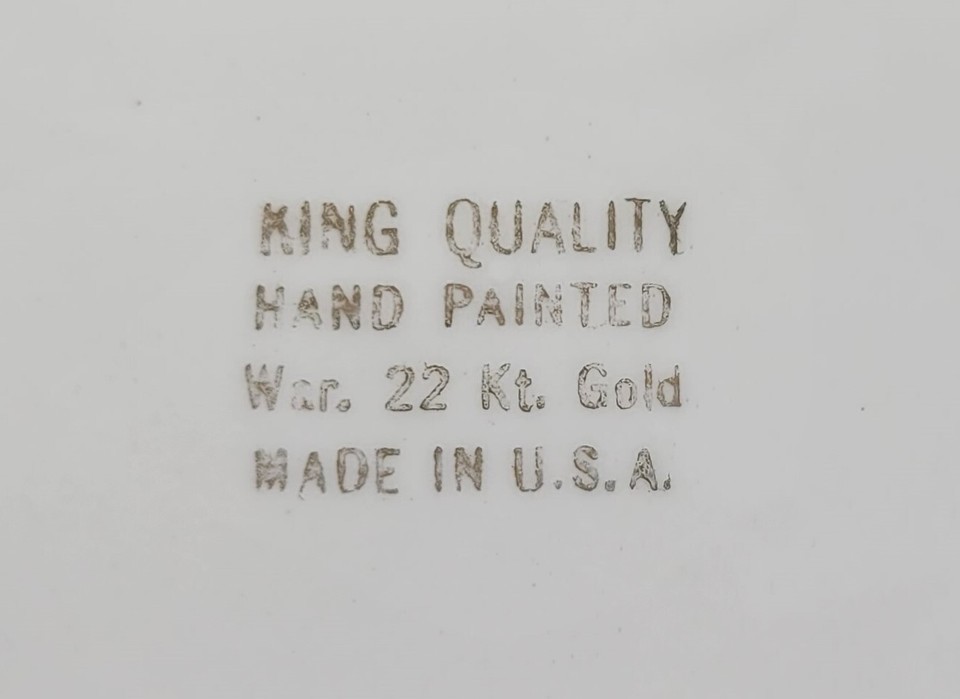 KING QUALITY
HAND PAINTED
War. 22 Kt. Gold
MADE IN U.S.A.